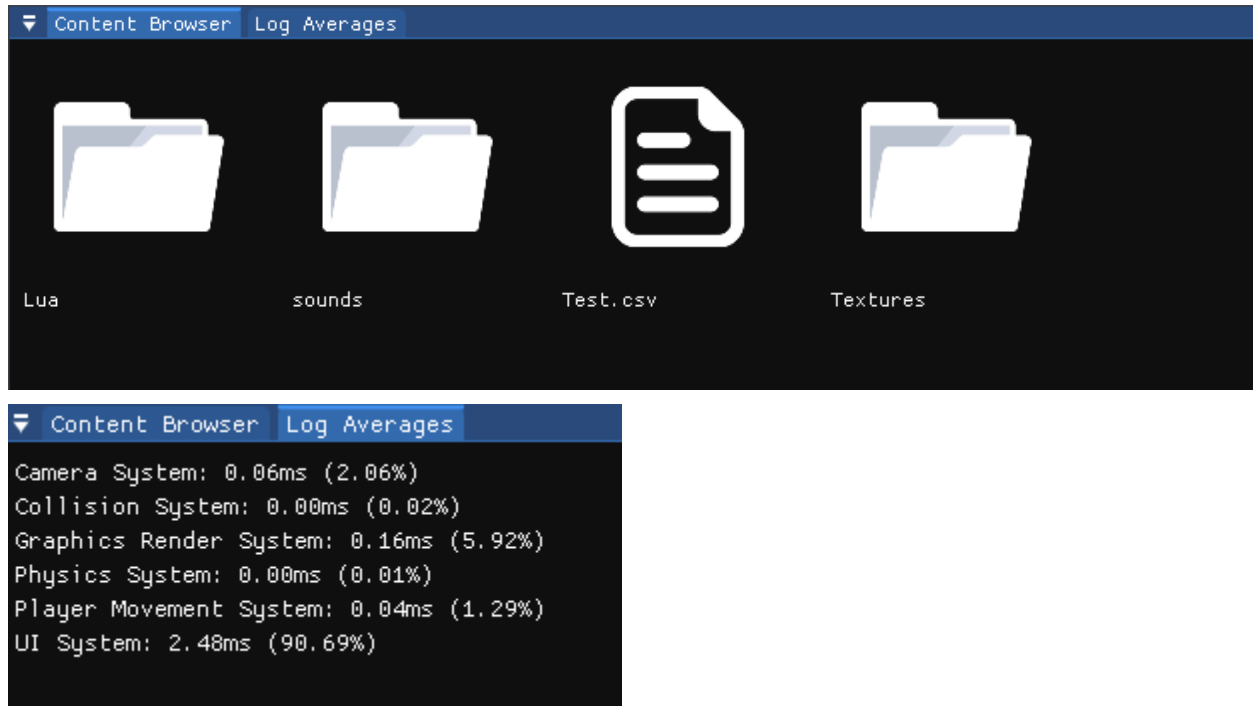 Content Browser Log Averages
Lua sounds Test.csv Textures
Content Browser Log Averages
Camera System: 0.06ms (2.06%)
Collision System: 0.00ms (0.02%)
Graphics Render System: 0.16ms (5.92%)
Physics System: 0.00ms (0.01%)
Player Movement System: 0.04ms (1.29%)
UI System: 2.48ms (90.69%)